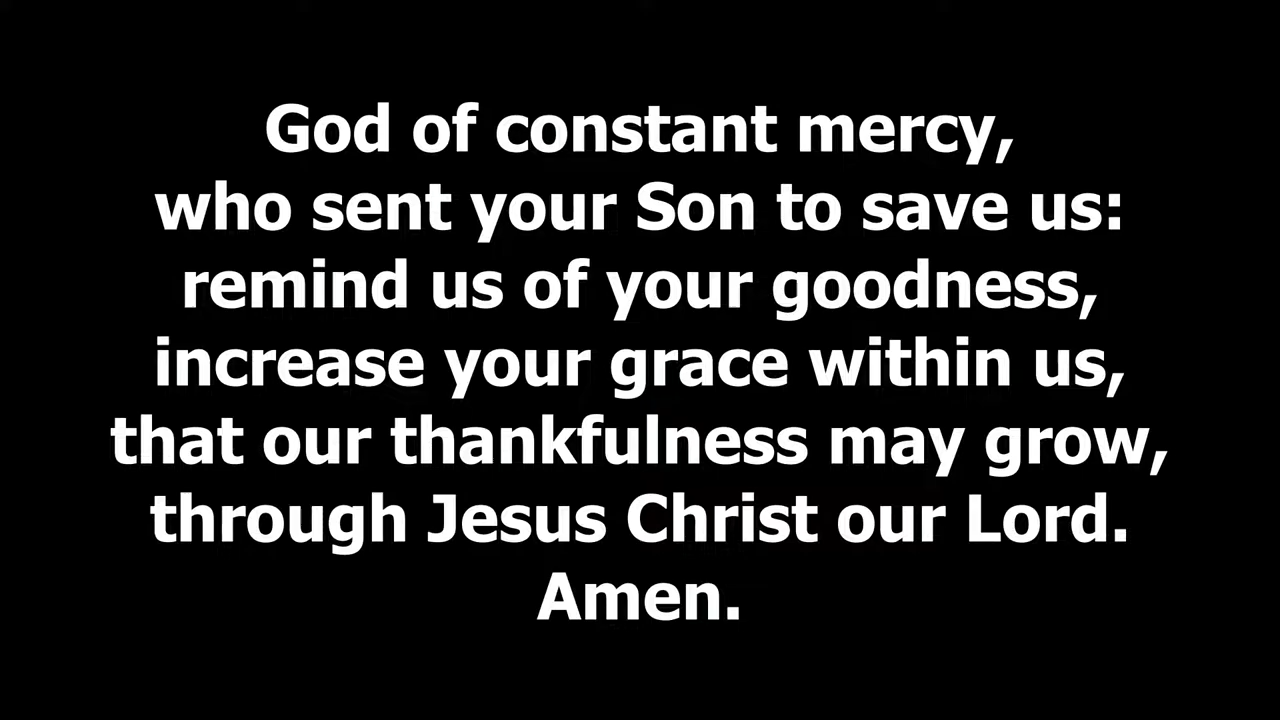 God of constant mercy,
who sent your Son to save us:
remind us of your goodness,
increase your grace within us,
that our thankfulness may grow,
through Jesus Christ our Lord.
Amen.